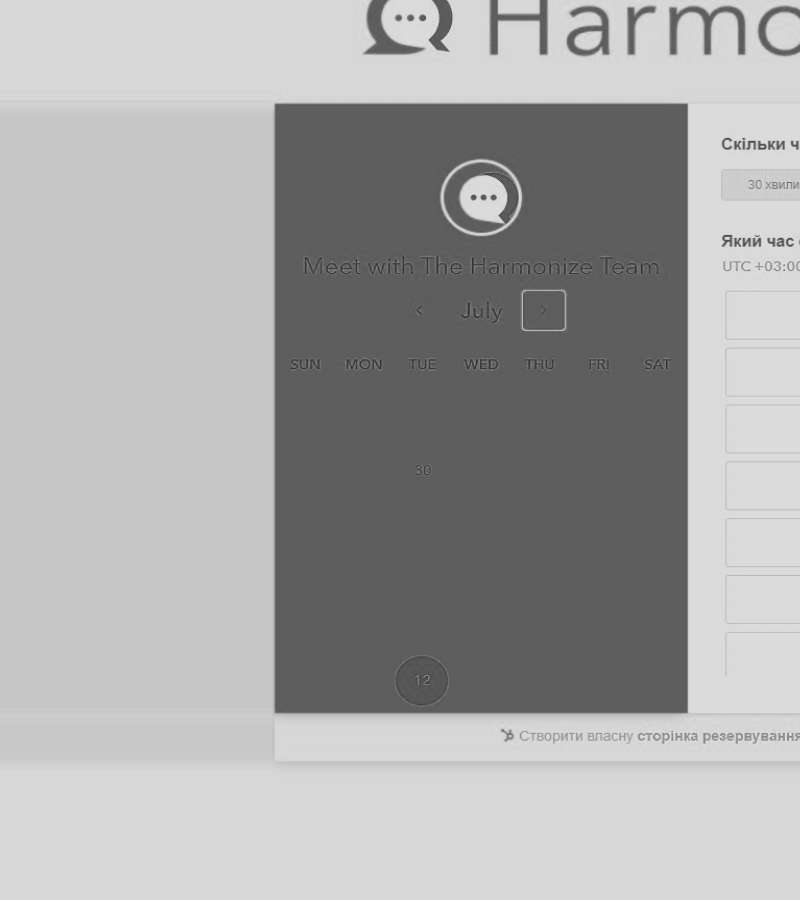 Harmo
Meet with The Harmonize Team
July
SUN MON TUE WED THU FRI SAT
30
12
Скільки ч
30 хвили
Який час
UTC +03:00
Створити власну сторінка резервування